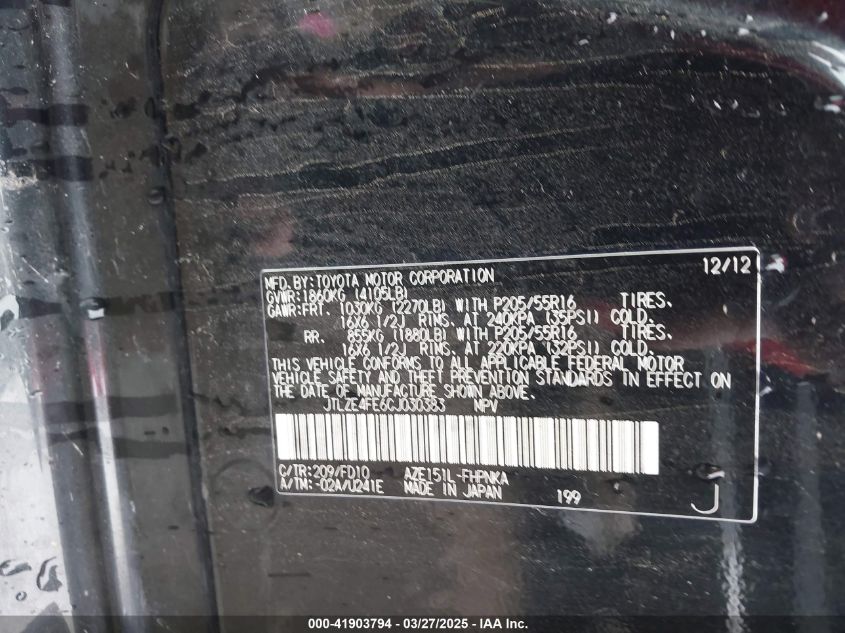 12/12
MFD. BY: TOYOTA MOTOR CORPORATION
GVWR: 1860KG (4105LB)
GAWR: FRT. 1030KG (2270LB) WITH P205/55R16 TIRES.
16X6 1/2J RIMS. AT 240KPA (35PSI) COLD.
RR. 855KG (1880LB) WITH P205/55R16 TIRES.
16X6 1/2J RIMS. AT 220KPA (32PSI) COLD.
THIS VEHICLE CONFORMS TO ALL APPLICABLE FEDERAL MOTOR
VEHICLE SAFETY AND THEFT PREVENTION STANDARDS IN EFFECT ON
THE DATE OF MANUFACTURE SHOWN ABOVE.
JTLZE4FE6CJ030383 MPV
C/TR: 209/FD10 AZE151L-FHPNKA
A/TM: -02A/U241E MADE IN JAPAN 199 J
000-41903794 - 03/27/2025 - IAA Inc.